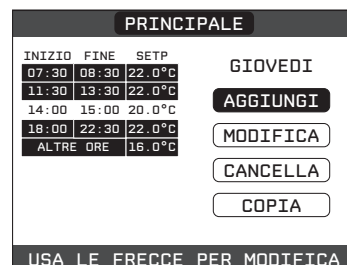 PRINCIPALE
INIZIO FINE SETP
07:30 08:30 22.0°C
11:30 13:30 22.0°C
14:00 15:00 20.0°C
18:00 22:30 22.0°C
ALTRE ORE 16.0°C
GIOVEDI
AGGIUNGI
MODIFICA
CANCELLA
COPIA
USA LE FRECCE PER MODIFICA